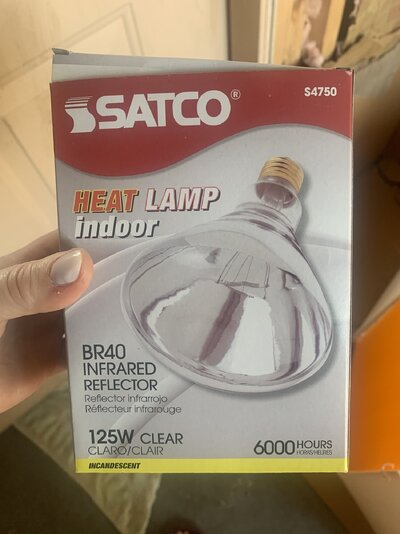 SATCO®
S4750
HEAT LAMP
indoor
BR40
INFRARED
REFLECTOR
Reflector infrarrojo
Réflecteur infrarouge
125W CLEAR
CLARO/CLAIR
6000 HOURS
HORAS/HEURES
INCANDESCENT